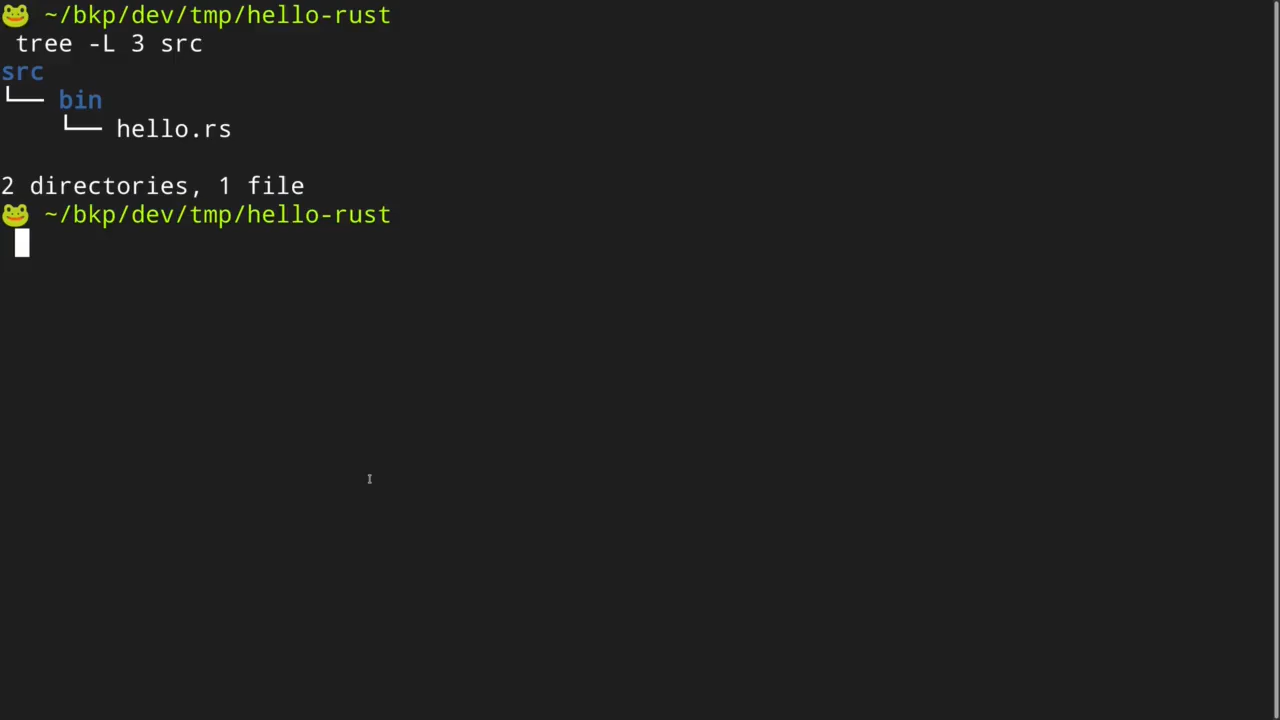 🐸 ~/bkp/dev/tmp/hello-rust
tree -L 3 src
src
└── bin
    └── hello.rs
2 directories, 1 file
🐸 ~/bkp/dev/tmp/hello-rust